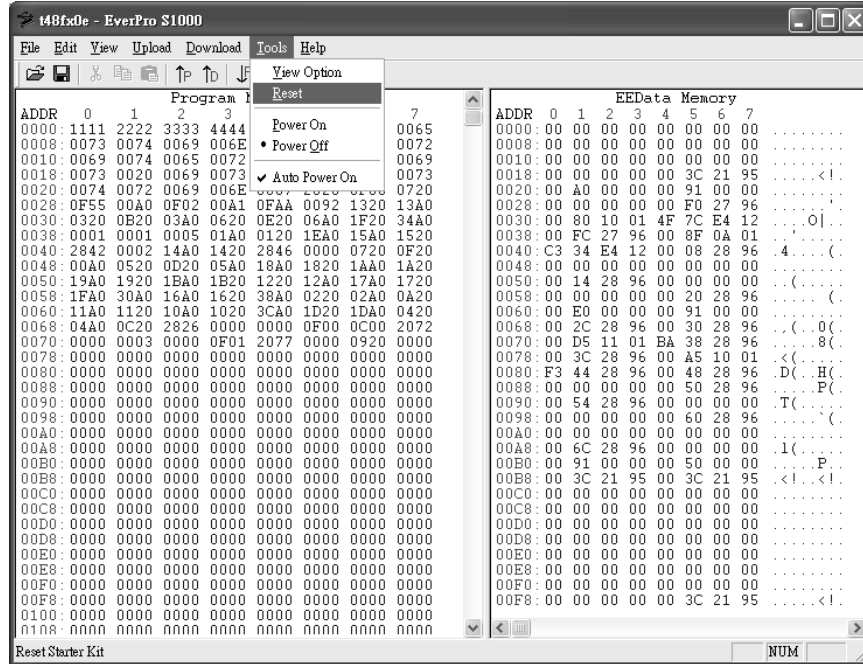 t48fx0e - EverPro S1000
File Edit View Upload Download Tools Help
View Option
Reset
Power On
• Power Off
✓ Auto Power On
Program
ADDR 0 1 2 3 7
0000: 1111 2222 3333 4444 0065
0008: 0073 0074 0069 006E 0072
0010: 0069 0074 0065 0072 0069
0018: 0073 0020 0069 0073 0073
0020: 0074 0072 0069 006E 0720
0028: 0F55 00A0 0F02 00A1 0FAA 0092 1320 13A0
0030: 0320 0B20 03A0 0620 0E20 06A0 1F20 34A0
0038: 0001 0001 0005 01A0 0120 1EA0 15A0 1520
0040: 2842 0002 14A0 1420 2846 0000 0720 0F20
0048: 00A0 0520 0D20 05A0 18A0 1820 1AA0 1A20
0050: 19A0 1920 1BA0 1B20 1220 12A0 17A0 1720
0058: 1FA0 30A0 16A0 1620 38A0 0220 02A0 0A20
0060: 11A0 1120 10A0 1020 3CA0 1D20 1DA0 0420
0068: 04A0 0C20 2826 0000 0000 0F00 0C00 2072
0070: 0000 0003 0000 0F01 2077 0000 0920 0000
0078: 0000 0000 0000 0000 0000 0000 0000 0000
0080: 0000 0000 0000 0000 0000 0000 0000 0000
0088: 0000 0000 0000 0000 0000 0000 0000 0000
0090: 0000 0000 0000 0000 0000 0000 0000 0000
0098: 0000 0000 0000 0000 0000 0000 0000 0000
00A0: 0000 0000 0000 0000 0000 0000 0000 0000
00A8: 0000 0000 0000 0000 0000 0000 0000 0000
00B0: 0000 0000 0000 0000 0000 0000 0000 0000
00B8: 0000 0000 0000 0000 0000 0000 0000 0000
00C0: 0000 0000 0000 0000 0000 0000 0000 0000
00C8: 0000 0000 0000 0000 0000 0000 0000 0000
00D0: 0000 0000 0000 0000 0000 0000 0000 0000
00D8: 0000 0000 0000 0000 0000 0000 0000 0000
00E0: 0000 0000 0000 0000 0000 0000 0000 0000
00E8: 0000 0000 0000 0000 0000 0000 0000 0000
00F0: 0000 0000 0000 0000 0000 0000 0000 0000
00F8: 0000 0000 0000 0000 0000 0000 0000 0000
0100: 0000 0000 0000 0000 0000 0000 0000 0000
0108: 0000 0000 0000 0000 0000 0000 0000 0000
EEData Memory
ADDR 0 1 2 3 4 5 6 7
0000: 00 00 00 00 00 00 00 00 ........
0008: 00 00 00 00 00 00 00 00 ........
0010: 00 00 00 00 00 00 00 00 ........
0018: 00 00 00 00 00 3C 21 95 .....<!.
0020: 00 A0 00 00 00 91 00 00 ........
0028: 00 00 00 00 00 F0 27 96 ......'.
0030: 00 80 10 01 4F 7C E4 12 ....O|..
0038: 00 FC 27 96 00 8F 0A 01 ..'.....
0040: C3 34 E4 12 00 08 28 96 .4....(.
0048: 00 00 00 00 00 00 00 00 ........
0050: 00 14 28 96 00 00 00 00 ..(.....
0058: 00 00 00 00 00 20 28 96 ..... (.
0060: 00 E0 00 00 00 91 00 00 ........
0068: 00 2C 28 96 00 30 28 96 .,(..0(.
0070: 00 D5 11 01 BA 38 28 96 .....8(.
0078: 00 3C 28 96 00 A5 10 01 .<(.....
0080: F3 44 28 96 00 48 28 96 .D(..H(.
0088: 00 00 00 00 00 50 28 96 .....P(.
0090: 00 54 28 96 00 00 00 00 .T(.....
0098: 00 00 00 00 00 60 28 96 .....`(.
00A0: 00 00 00 00 00 00 00 00 ........
00A8: 00 6C 28 96 00 00 00 00 .l(.....
00B0: 00 91 00 00 00 50 00 00 .....P..
00B8: 00 3C 21 95 00 3C 21 95 .<!..<!.
00C0: 00 00 00 00 00 00 00 00 ........
00C8: 00 00 00 00 00 00 00 00 ........
00D0: 00 00 00 00 00 00 00 00 ........
00D8: 00 00 00 00 00 00 00 00 ........
00E0: 00 00 00 00 00 00 00 00 ........
00E8: 00 00 00 00 00 00 00 00 ........
00F0: 00 00 00 00 00 00 00 00 ........
00F8: 00 00 00 00 00 3C 21 95 .....<!.
Reset Starter Kit
NUM